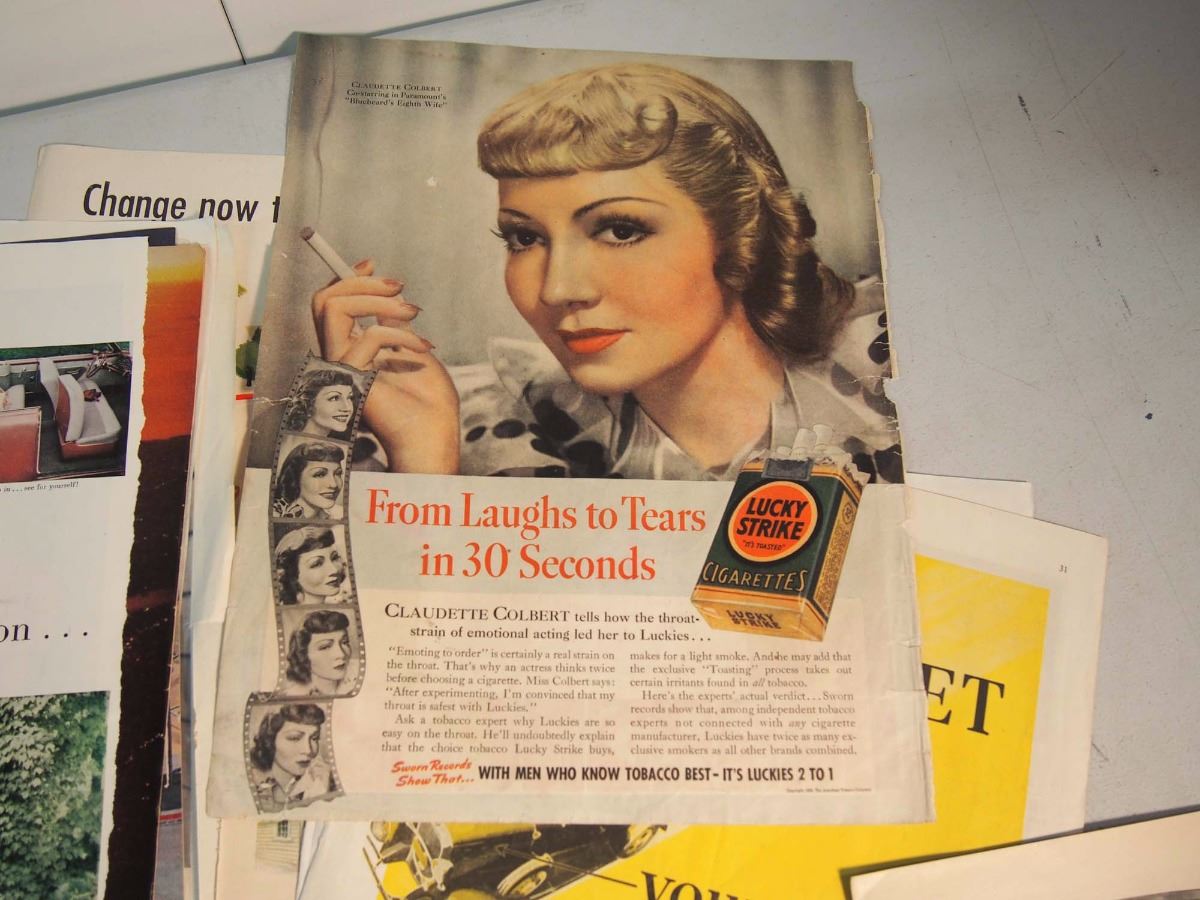 CLAUDETTE COLBERT
Co-starring in Paramount's
"Bluebeard's Eighth Wife"
Change now
in...see for yourself!
on...
From Laughs to Tears
in 30 Seconds
LUCKY
STRIKE
"IT'S TOASTED"
CIGARETTES
LUCKY
STRIKE
CLAUDETTE COLBERT tells how the throat-
strain of emotional acting led her to Luckies...
"Emoting to order" is certainly a real strain on
the throat. That's why an actress thinks twice
before choosing a cigarette. Miss Colbert says:
"After experimenting, I'm convinced that my
throat is safest with Luckies."
Ask a tobacco expert why Luckies are so
easy on the throat. He'll undoubtedly explain
that the choice tobacco Lucky Strike buys,
makes for a light smoke. And he may add that
the exclusive "Toasting" process takes out
certain irritants found in all tobacco.
Here's the experts' actual verdict...Sworn
records show that, among independent tobacco
experts not connected with any cigarette
manufacturer, Luckies have twice as many ex-
clusive smokers as all other brands combined.
Sworn Records
Show That...
WITH MEN WHO KNOW TOBACCO BEST-IT'S LUCKIES 2 TO 1
31
ET